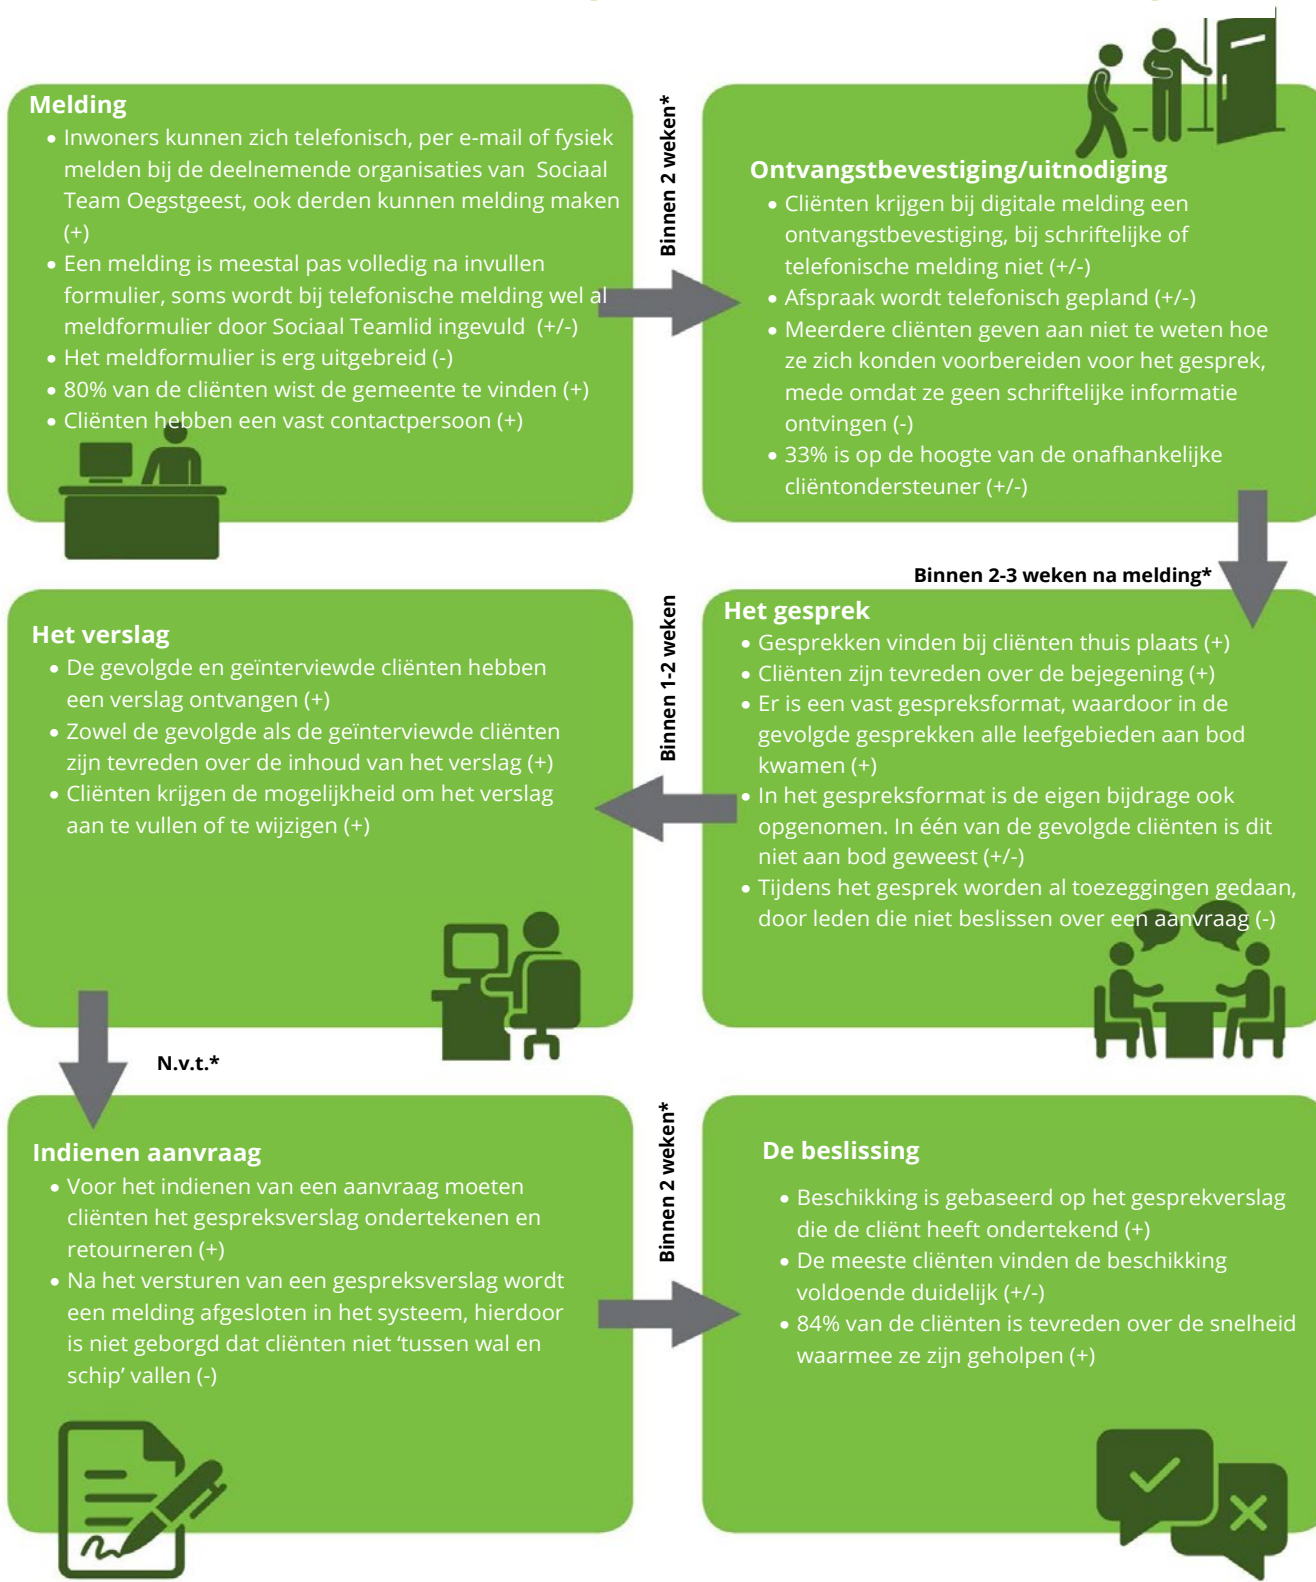 Melding
• Inwoners kunnen zich telefonisch, per e-mail of fysiek
melden bij de deelnemende organisaties van Sociaal
Team Oegstgeest, ook derden kunnen melding maken
(+)
• Een melding is meestal pas volledig na invullen
formulier, soms wordt bij telefonische melding wel al
meldformulier door Sociaal Teamlid ingevuld (+/-)
• Het meldformulier is erg uitgebreid (-)
• 80% van de cliënten wist de gemeente te vinden (+)
• Cliënten hebben een vast contactpersoon (+)
Binnen 2 weken*
Ontvangstbevestiging/uitnodiging
• Cliënten krijgen bij digitale melding een
ontvangstbevestiging, bij schriftelijke of
telefonische melding niet (+/-)
• Afspraak wordt telefonisch gepland (+/-)
• Meerdere cliënten geven aan niet te weten hoe
ze zich konden voorbereiden voor het gesprek,
mede omdat ze geen schriftelijke informatie
ontvingen (-)
• 33% is op de hoogte van de onafhankelijke
cliëntondersteuner (+/-)
Binnen 2-3 weken na melding*
Het gesprek
• Gesprekken vinden bij cliënten thuis plaats (+)
• Cliënten zijn tevreden over de bejegening (+)
• Er is een vast gespreksformat, waardoor in de
gevolgde gesprekken alle leefgebieden aan bod
kwamen (+)
• In het gespreksformat is de eigen bijdrage ook
opgenomen. In één van de gevolgde cliënten is dit
niet aan bod geweest (+/-)
• Tijdens het gesprek worden al toezeggingen gedaan,
door leden die niet beslissen over een aanvraag (-)
Binnen 1-2 weken
Het verslag
• De gevolgde en geïnterviewde cliënten hebben
een verslag ontvangen (+)
• Zowel de gevolgde als de geïnterviewde cliënten
zijn tevreden over de inhoud van het verslag (+)
• Cliënten krijgen de mogelijkheid om het verslag
aan te vullen of te wijzigen (+)
N.v.t.*
Indienen aanvraag
• Voor het indienen van een aanvraag moeten
cliënten het gespreksverslag ondertekenen en
retourneren (+)
• Na het versturen van een gespreksverslag wordt
een melding afgesloten in het systeem, hierdoor
is niet geborgd dat cliënten niet ‘tussen wal en
schip’ vallen (-)
Binnen 2 weken*
De beslissing
• Beschikking is gebaseerd op het gesprekverslag
die de cliënt heeft ondertekend (+)
• De meeste cliënten vinden de beschikking
voldoende duidelijk (+/-)
• 84% van de cliënten is tevreden over de snelheid
waarmee ze zijn geholpen (+)